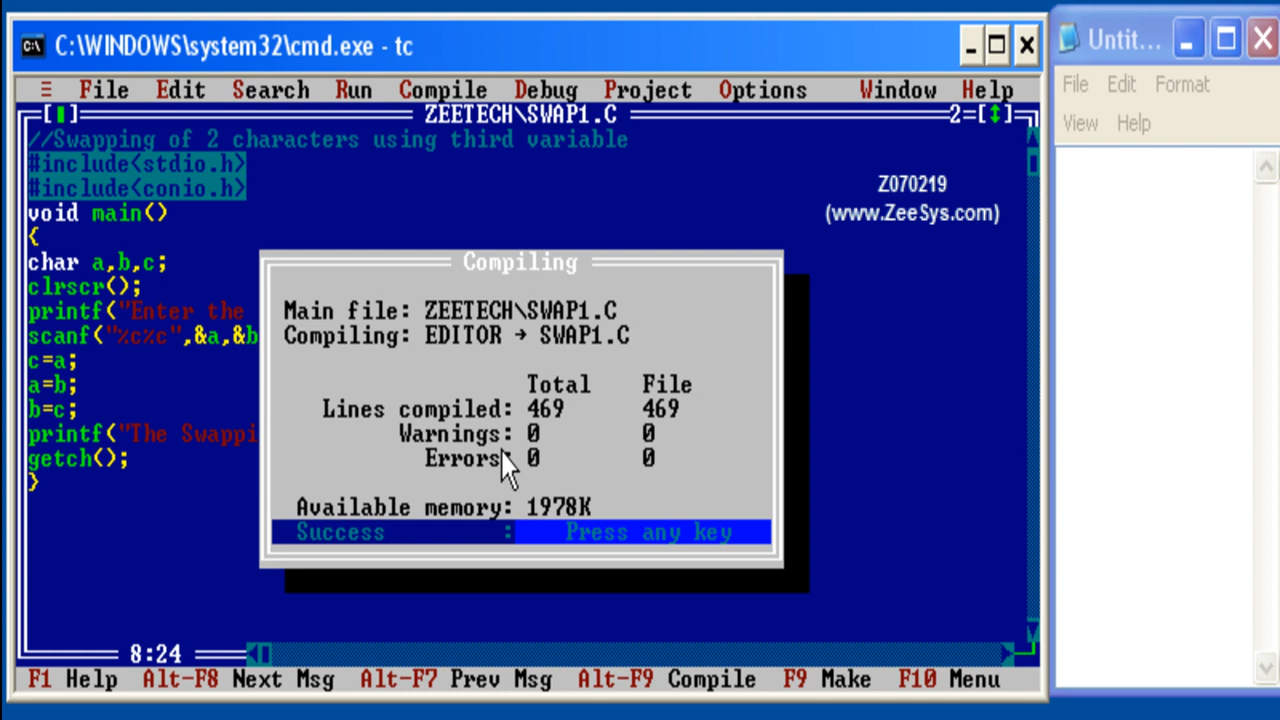 C:\WINDOWS\system32\cmd.exe - tc
File Edit Search Run Compile Debug Project Options Window Help
ZEETECH\SWAP1.C 2=[↕]
//Swapping of 2 characters using third variable
#include<stdio.h>
#include<conio.h>
void main()
{
char a,b,c;
clrscr();
printf("Enter the
scanf("%c%c",&a,&b
c=a;
a=b;
b=c;
printf("The Swappi
getch();
}
Z070219
(www.ZeeSys.com)
Compiling
Main file: ZEETECH\SWAP1.C
Compiling: EDITOR → SWAP1.C
Total File
Lines compiled: 469 469
Warnings: 0 0
Errors: 0 0
Available memory: 1978K
Success : Press any key
8:24
F1 Help Alt-F8 Next Msg Alt-F7 Prev Msg Alt-F9 Compile F9 Make F10 Menu
Untit...
File Edit Format
View Help